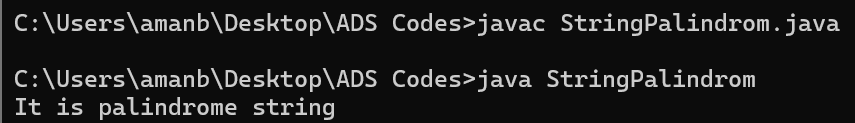 C:\Users\amanb\Desktop\ADS Codes>javac StringPalindrom.java
C:\Users\amanb\Desktop\ADS Codes>java StringPalindrom
It is palindrome string